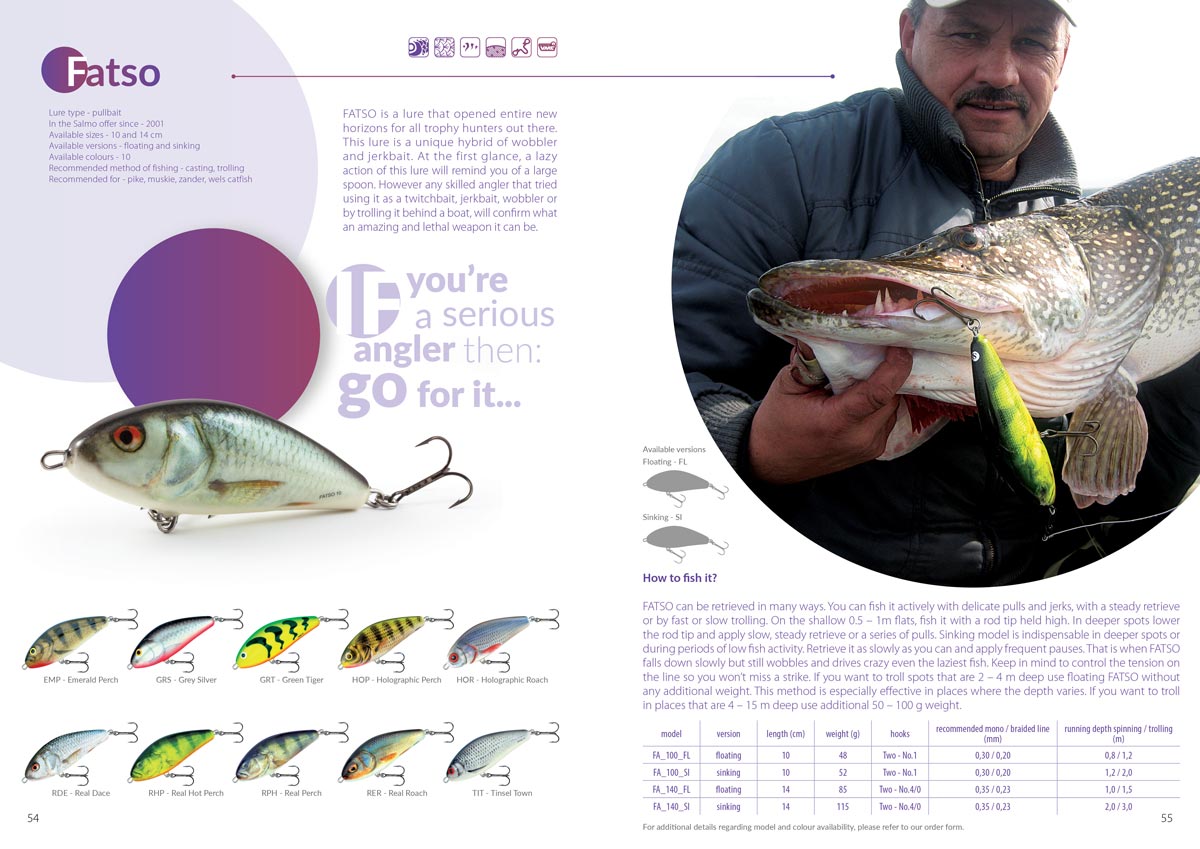 Fatso
Lure type - pullbait
In the Salmo offer since - 2001
Available sizes - 10 and 14 cm
Available versions - floating and sinking
Available colours - 10
Recommended method of fishing - casting, trolling
Recommended for - pike, muskie, zander, wels catfish
FATSO is a lure that opened entire new
horizons for all trophy hunters out there.
This lure is a unique hybrid of wobbler
and jerkbait. At the first glance, a lazy
action of this lure will remind you of a large
spoon. However any skilled angler that tried
using it as a twitchbait, jerkbait, wobbler or
by trolling it behind a boat, will confirm what
an amazing and lethal weapon it can be.
IF you're
a serious
angler then:
go for it...
FATSO 10
EMP - Emerald Perch
GRS - Grey Silver
GRT - Green Tiger
HOP - Holographic Perch
HOR - Holographic Roach
RDE - Real Dace
RHP - Real Hot Perch
RPH - Real Perch
RER - Real Roach
TIT - Tinsel Town
54
Available versions
Floating - FL
Sinking - SI
How to fish it?
FATSO can be retrieved in many ways. You can fish it actively with delicate pulls and jerks, with a steady retrieve
or by fast or slow trolling. On the shallow 0.5 – 1m flats, fish it with a rod tip held high. In deeper spots lower
the rod tip and apply slow, steady retrieve or a series of pulls. Sinking model is indispensable in deeper spots or
during periods of low fish activity. Retrieve it as slowly as you can and apply frequent pauses. That is when FATSO
falls down slowly but still wobbles and drives crazy even the laziest fish. Keep in mind to control the tension on
the line so you won't miss a strike. If you want to troll spots that are 2 – 4 m deep use floating FATSO without
any additional weight. This method is especially effective in places where the depth varies. If you want to troll
in places that are 4 – 15 m deep use additional 50 – 100 g weight.
model version length (cm) weight (g) hooks recommended mono / braided line (mm) running depth spinning / trolling (m)
FA_100_FL floating 10 48 Two - No.1 0,30 / 0,20 0,8 / 1,2
FA_100_SI sinking 10 52 Two - No.1 0,30 / 0,20 1,2 / 2,0
FA_140_FL floating 14 85 Two - No.4/0 0,35 / 0,23 1,0 / 1,5
FA_140_SI sinking 14 115 Two - No.4/0 0,35 / 0,23 2,0 / 3,0
For additional details regarding model and colour availability, please refer to our order form.
55